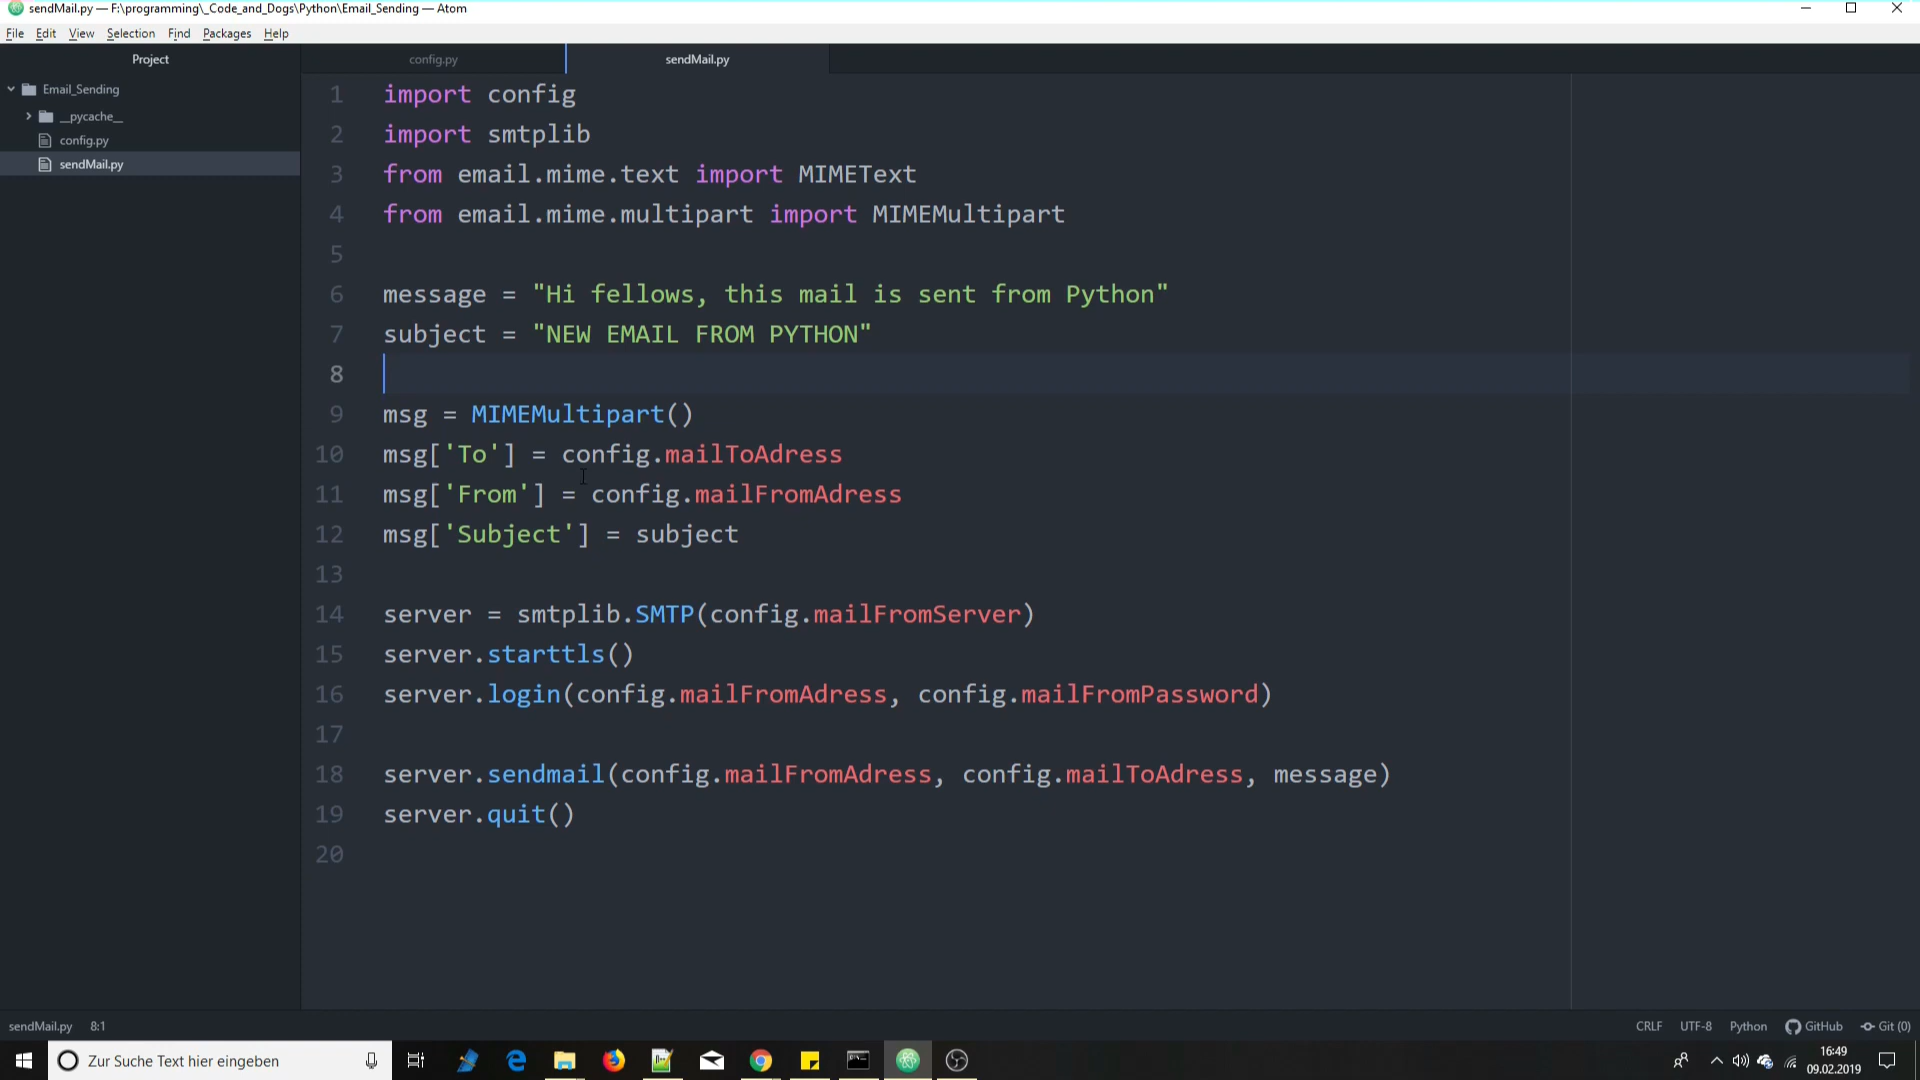 sendMail.py — F:\programming\_Code_and_Dogs\Python\Email_Sending — Atom
File Edit View Selection Find Packages Help
Project
config.py
sendMail.py
Email_Sending
__pycache__
config.py
sendMail.py
1 import config
2 import smtplib
3 from email.mime.text import MIMEText
4 from email.mime.multipart import MIMEMultipart
5
6 message = "Hi fellows, this mail is sent from Python"
7 subject = "NEW EMAIL FROM PYTHON"
8
9 msg = MIMEMultipart()
10 msg['To'] = config.mailToAdress
11 msg['From'] = config.mailFromAdress
12 msg['Subject'] = subject
13
14 server = smtplib.SMTP(config.mailFromServer)
15 server.starttls()
16 server.login(config.mailFromAdress, config.mailFromPassword)
17
18 server.sendmail(config.mailFromAdress, config.mailToAdress, message)
19 server.quit()
20
sendMail.py 8:1
CRLF UTF-8 Python GitHub Git (0)
Zur Suche Text hier eingeben
16:49
09.02.2019